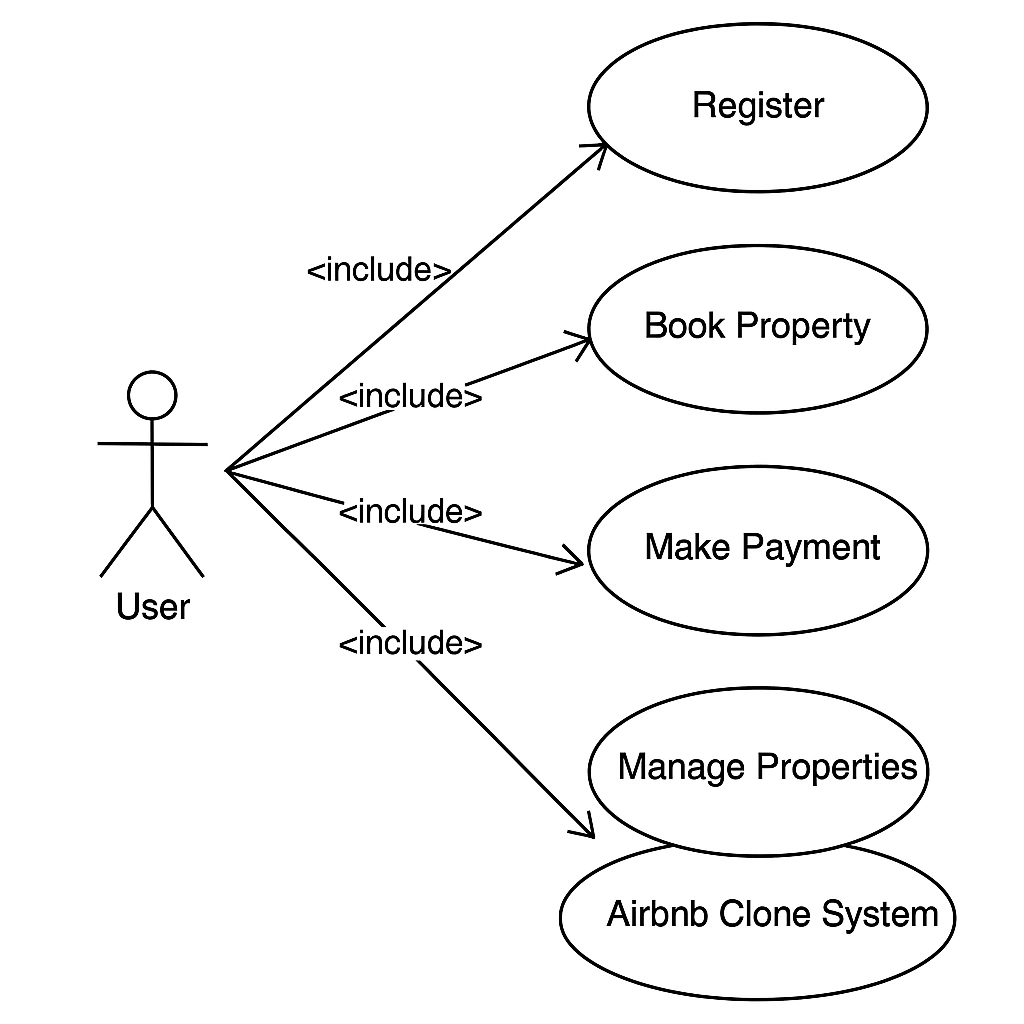 Register
<include>
Book Property
<include>
<include>
Make Payment
User
<include>
Manage Properties
Airbnb Clone System